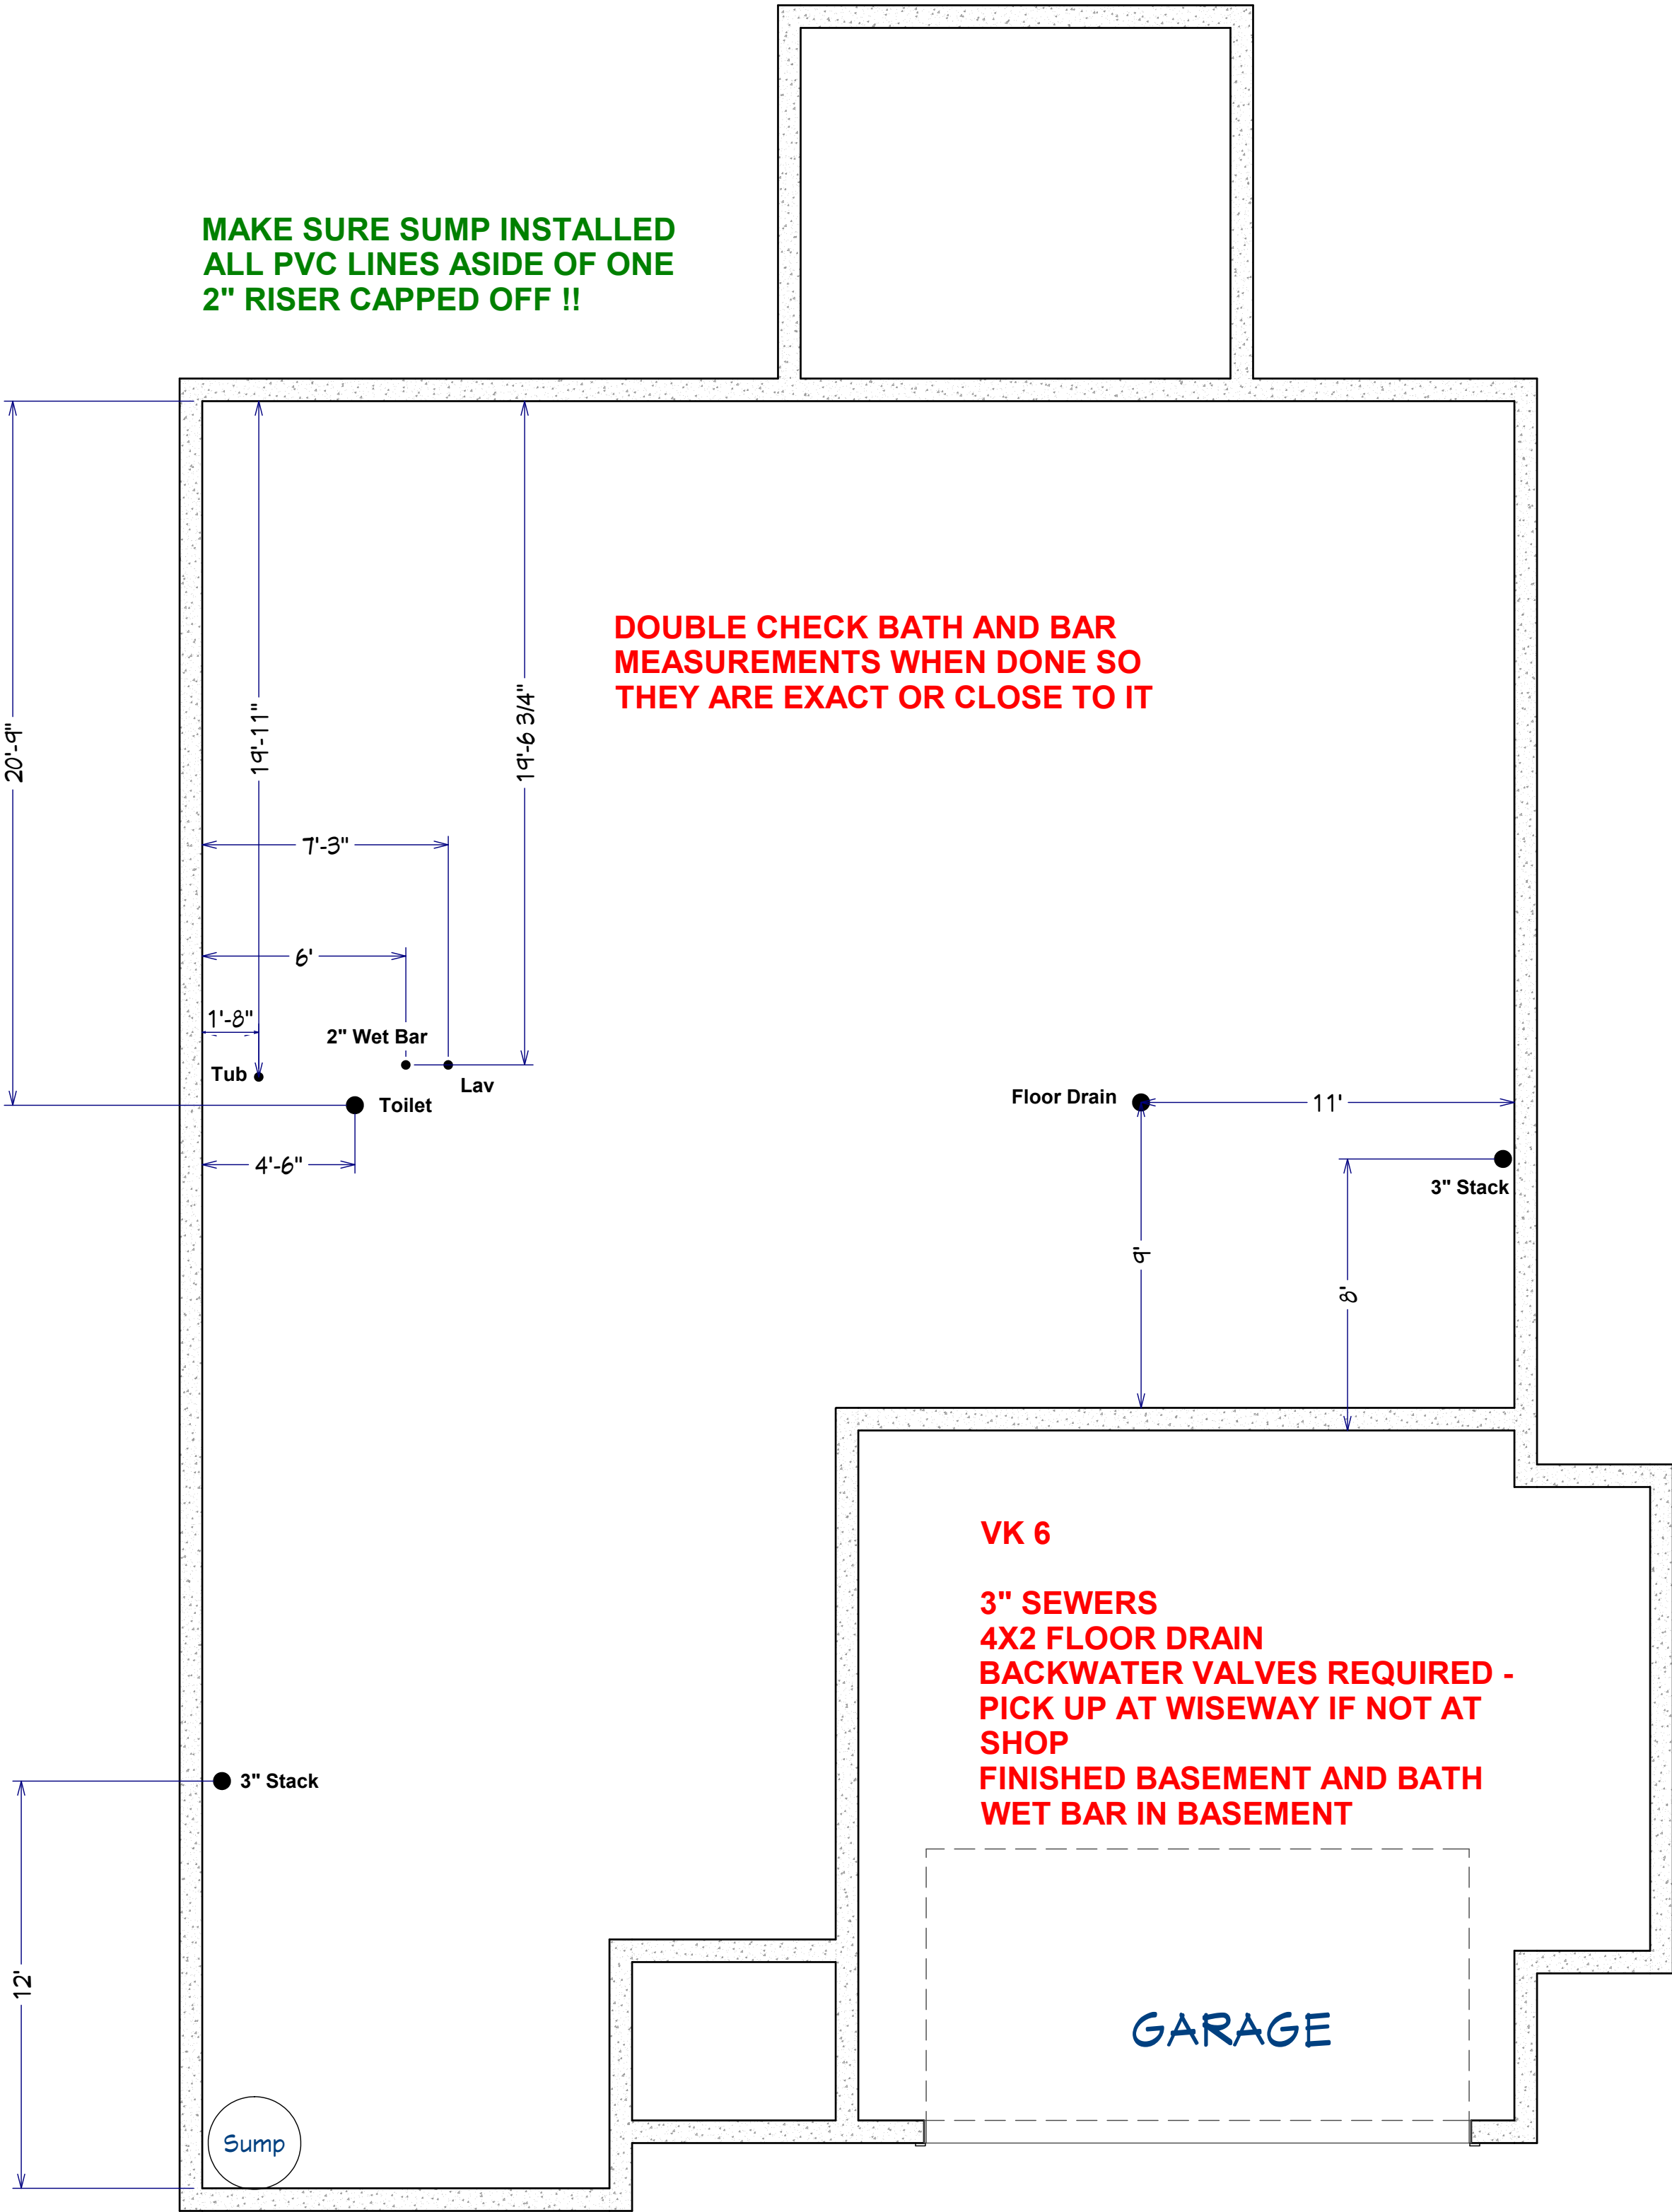 MAKE SURE SUMP INSTALLED
ALL PVC LINES ASIDE OF ONE
2" RISER CAPPED OFF !!
DOUBLE CHECK BATH AND BAR
MEASUREMENTS WHEN DONE SO
THEY ARE EXACT OR CLOSE TO IT
20'-9"
19'-11"
19'-6 3/4"
7'-3"
6'
1'-8"
2" Wet Bar
Tub
Lav
Toilet
4'-6"
Floor Drain
11'
3" Stack
9'
8'
VK 6
3" SEWERS
4X2 FLOOR DRAIN
BACKWATER VALVES REQUIRED -
PICK UP AT WISEWAY IF NOT AT
SHOP
FINISHED BASEMENT AND BATH
WET BAR IN BASEMENT
3" Stack
12'
GARAGE
Sump